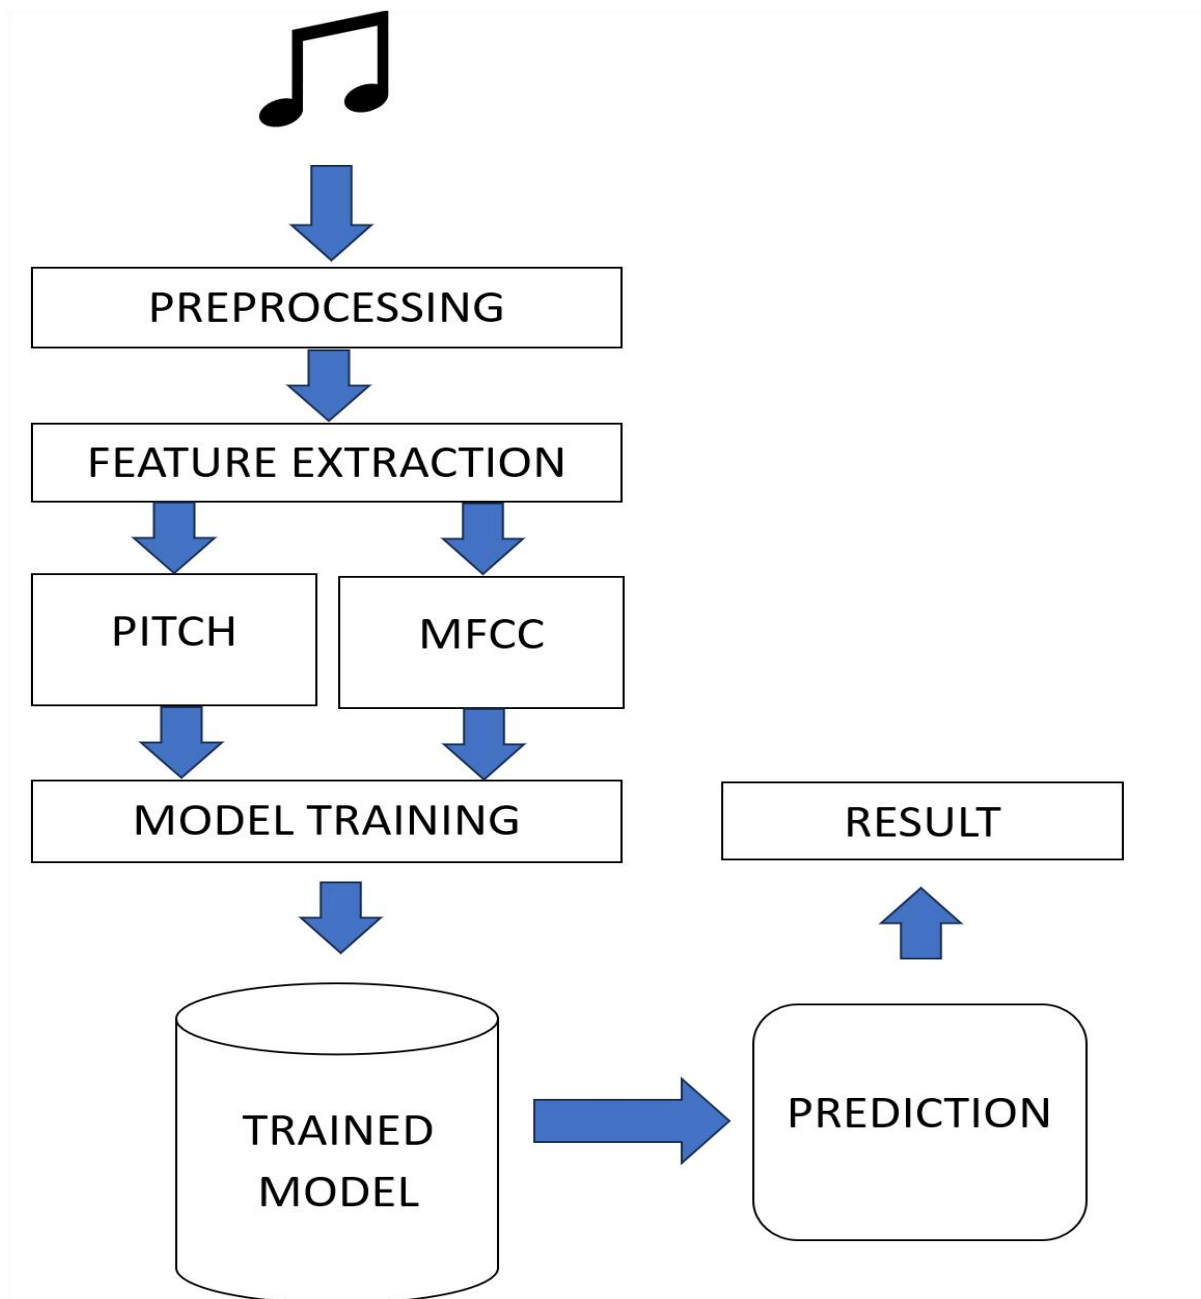 PREPROCESSING
FEATURE EXTRACTION
PITCH
MFCC
MODEL TRAINING
RESULT
TRAINED
MODEL
PREDICTION